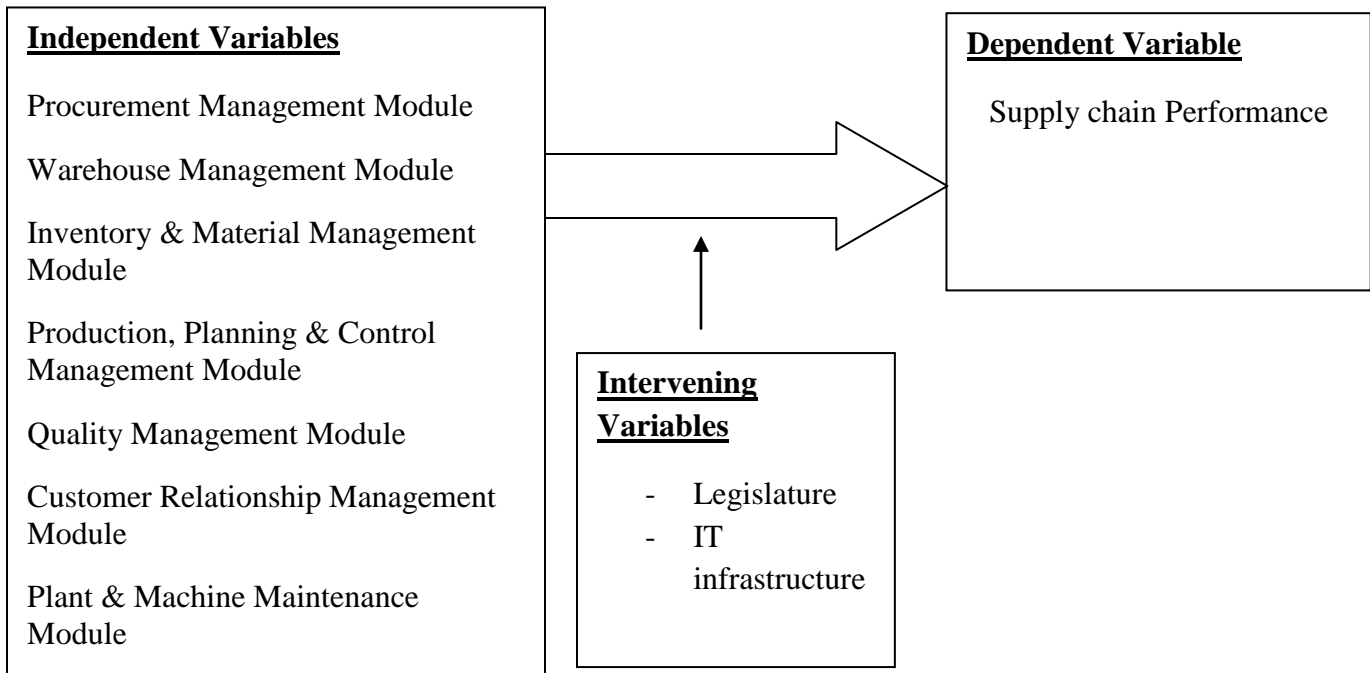 Independent Variables
Procurement Management Module
Warehouse Management Module
Inventory & Material Management
Module
Production, Planning & Control
Management Module
Quality Management Module
Customer Relationship Management
Module
Plant & Machine Maintenance
Module
Dependent Variable
Supply chain Performance
Intervening
Variables
- Legislature
- IT
infrastructure